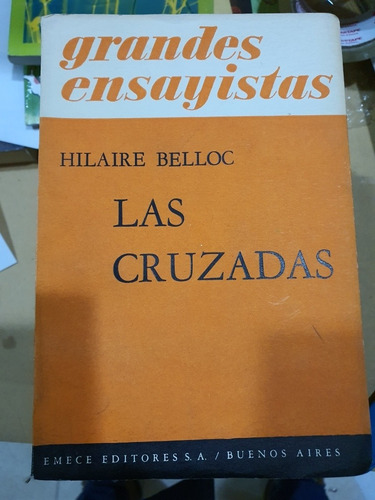 grandes
ensayistas
HILAIRE BELLOC
LAS
CRUZADAS
EMECE EDITORES S.A. / BUENOS AIRES